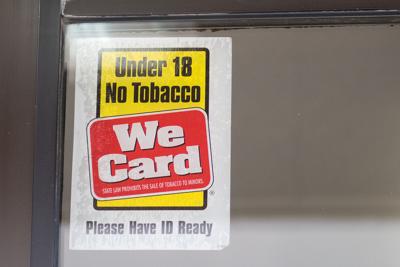 Under 18
No Tobacco
We
Card
STATE LAW PROHIBITS THE SALE OF TOBACCO TO MINORS.
®
Please Have ID Ready